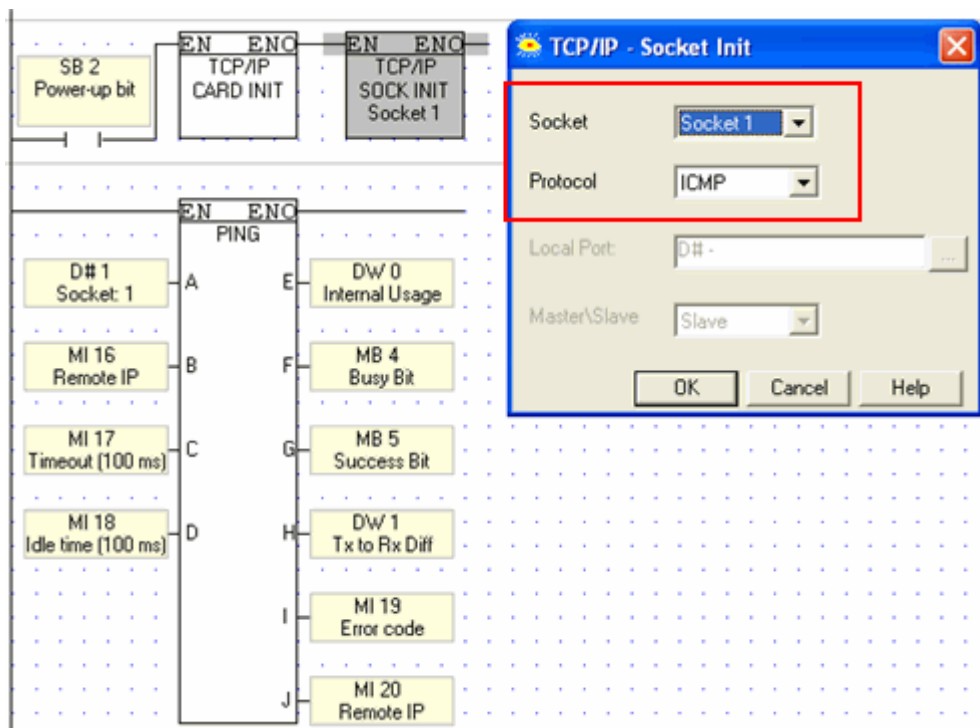 EN ENO
TCP/IP
CARD INIT
EN ENO
TCP/IP
SOCK INIT
Socket 1
SB 2
Power-up bit
EN ENO
PING
D# 1
Socket: 1
A
MI 16
Remote IP
B
MI 17
Timeout (100 ms)
C
MI 18
Idle time (100 ms)
D
E
DW 0
Internal Usage
F
MB 4
Busy Bit
G
MB 5
Success Bit
H
DW 1
Tx to Rx Diff
I
MI 19
Error code
J
MI 20
Remote IP
TCP/IP - Socket Init
Socket
Socket 1
Protocol
ICMP
Local Port:
D# -
...
Master\Slave
Slave
OK
Cancel
Help